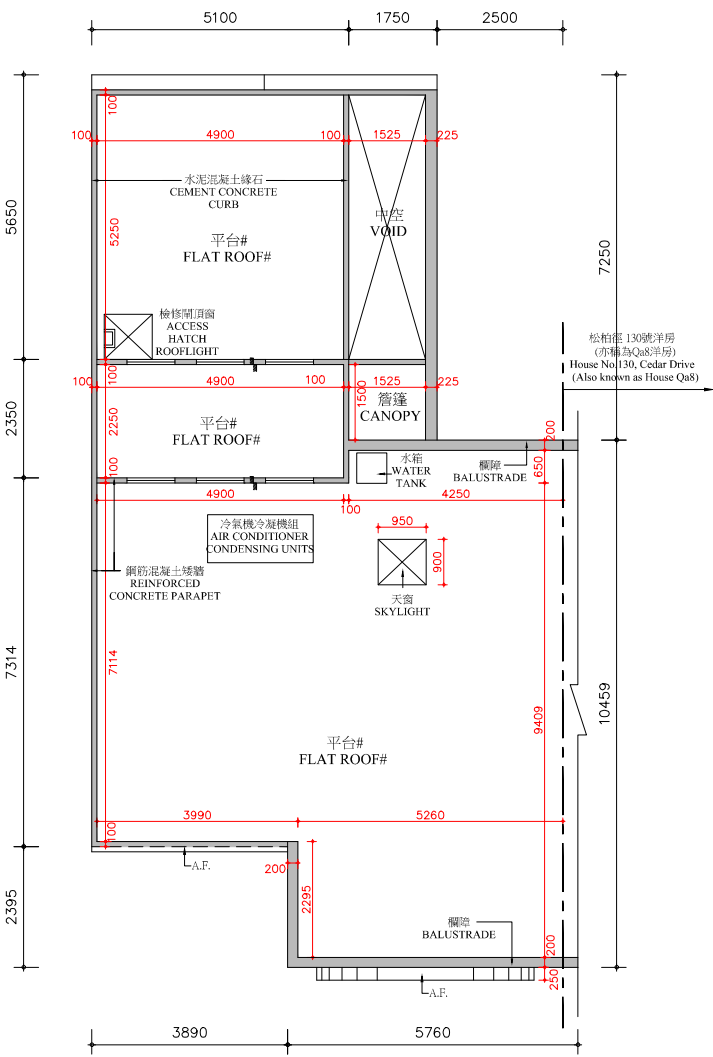 5100
1750
2500
100
100
4900
100
1525
225
水泥混凝土緣石
CEMENT CONCRETE
CURB
5650
5250
平台#
FLAT ROOF#
中空
VOID
7250
檢修閘頂窗
ACCESS
HATCH
ROOFLIGHT
松柏徑 130號洋房
(亦稱為Qa8洋房)
House No.130, Cedar Drive
(Also known as House Qa8)
100
100
4900
100
1525
225
2350
2250
1500
平台#
FLAT ROOF#
簷篷
CANOPY
200
100
水箱
WATER
TANK
欄障
BALUSTRADE
650
4900
100
4250
冷氣機冷凝機組
AIR CONDITIONER
CONDENSING UNITS
950
900
鋼筋混凝土矮牆
REINFORCED
CONCRETE PARAPET
天窗
SKYLIGHT
7314
7114
9409
10459
平台#
FLAT ROOF#
3990
5260
100
A.F.
200
2295
2395
欄障
BALUSTRADE
200
250
A.F.
3890
5760